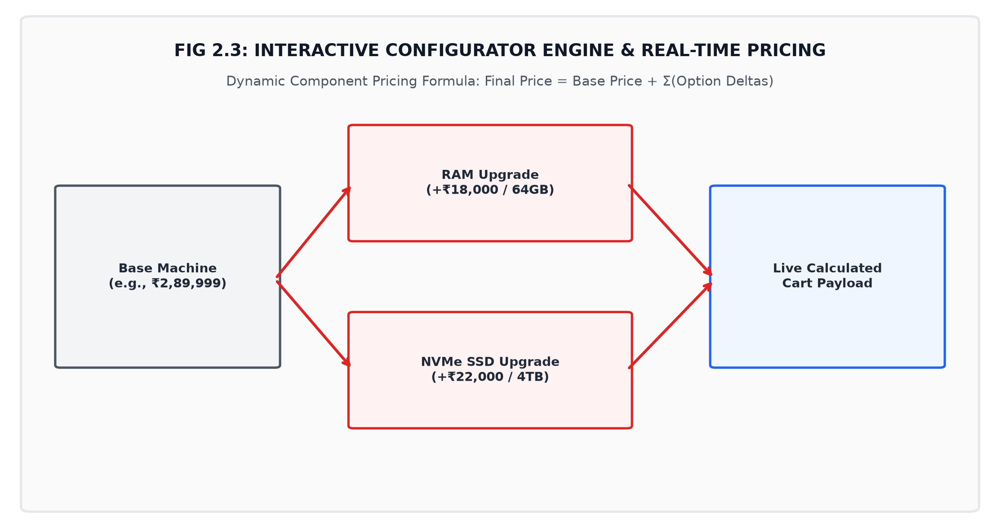 FIG 2.3: INTERACTIVE CONFIGURATOR ENGINE & REAL-TIME PRICING
Dynamic Component Pricing Formula: Final Price = Base Price + Σ(Option Deltas)
RAM Upgrade
(+₹18,000 / 64GB)
Base Machine
(e.g., ₹2,89,999)
Live Calculated
Cart Payload
NVMe SSD Upgrade
(+₹22,000 / 4TB)